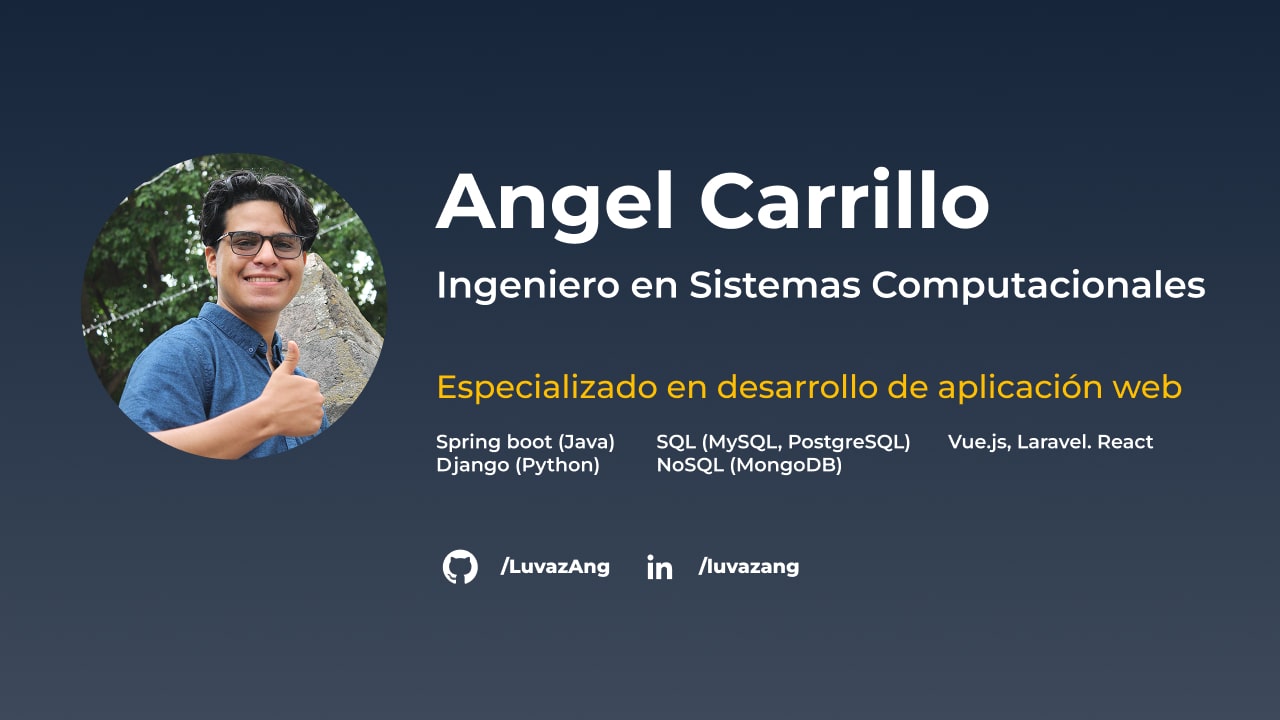 Angel Carrillo
Ingeniero en Sistemas Computacionales
Especializado en desarrollo de aplicación web
Spring boot (Java)
Django (Python)
SQL (MySQL, PostgreSQL)
NoSQL (MongoDB)
Vue.js, Laravel. React
/LuvazAng
in
/luvazang